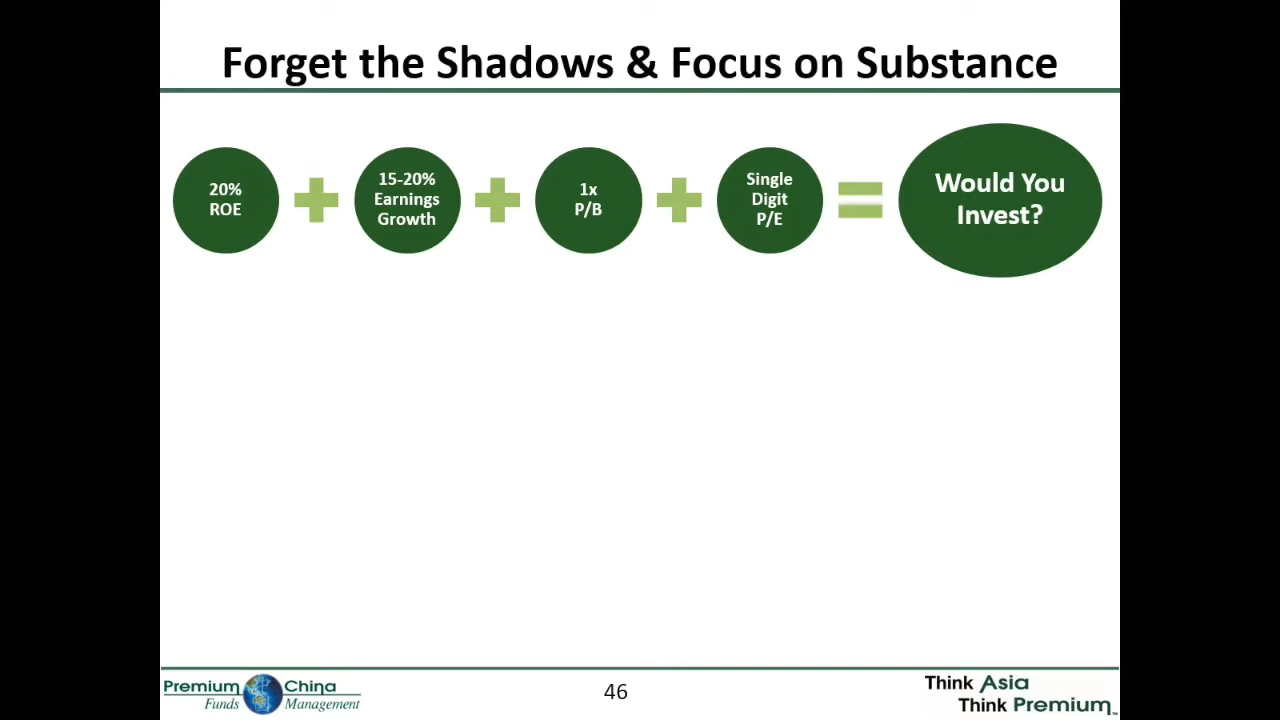 Forget the Shadows & Focus on Substance
20%
ROE
15-20%
Earnings
Growth
1x
P/B
Single
Digit
P/E
Would You
Invest?
Premium China
Funds Management
46
Think Asia
Think Premium™